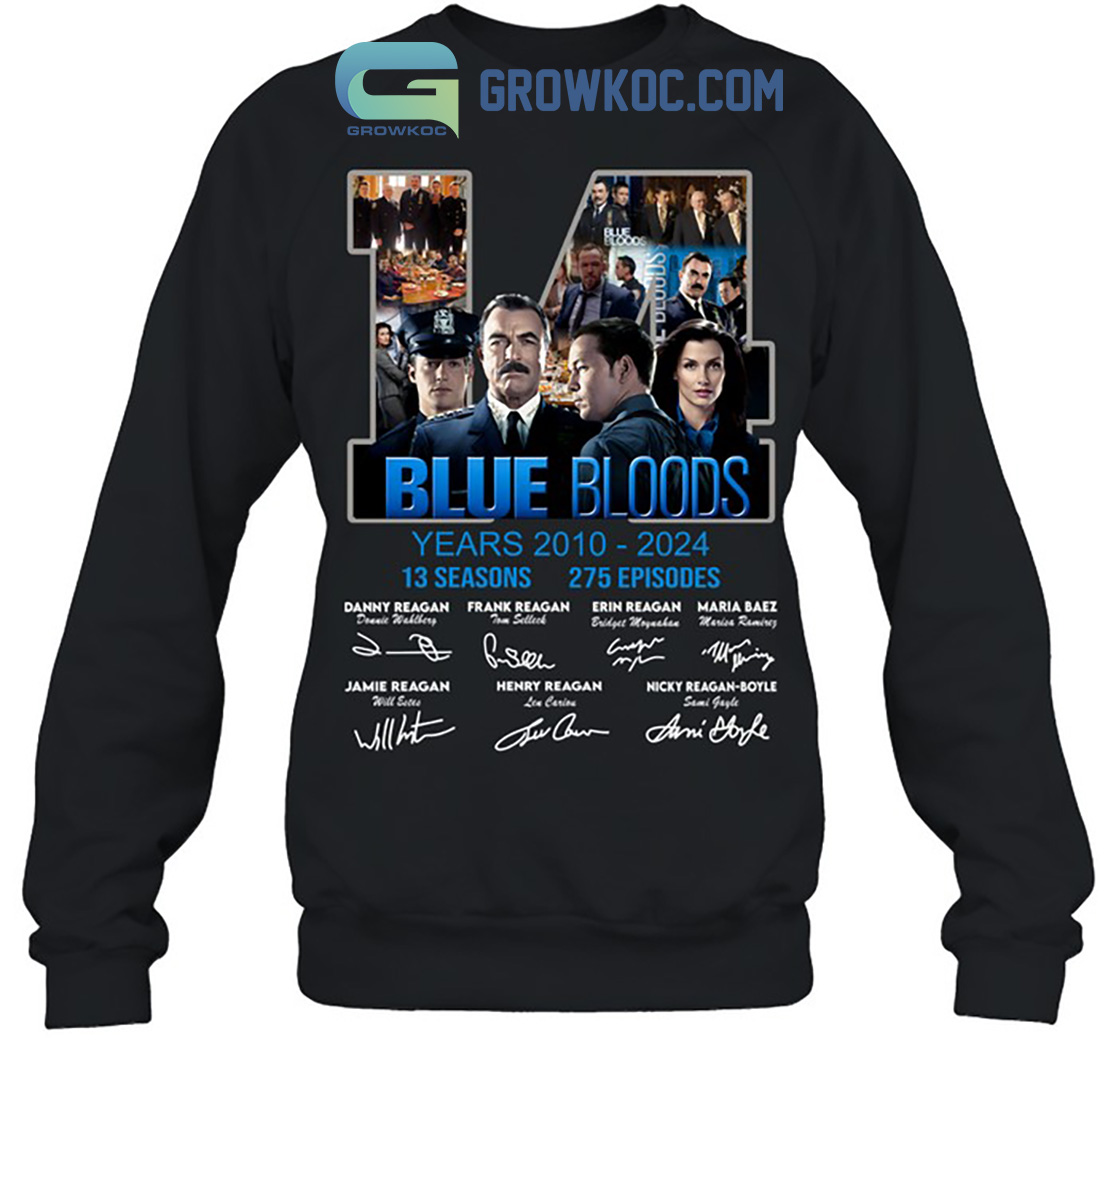 GROWKOC.COM
GROWKOC
14
BLUE
BLOODS
BLUE BLOODS
YEARS 2010 - 2024
13 SEASONS 275 EPISODES
DANNY REAGAN FRANK REAGAN ERIN REAGAN MARIA BAEZ
Donnie Wahlberg Tom Selleck Bridget Moynahan Marisa Ramirez
JAMIE REAGAN HENRY REAGAN NICKY REAGAN-BOYLE
Will Estes Len Cariou Sami Gayle